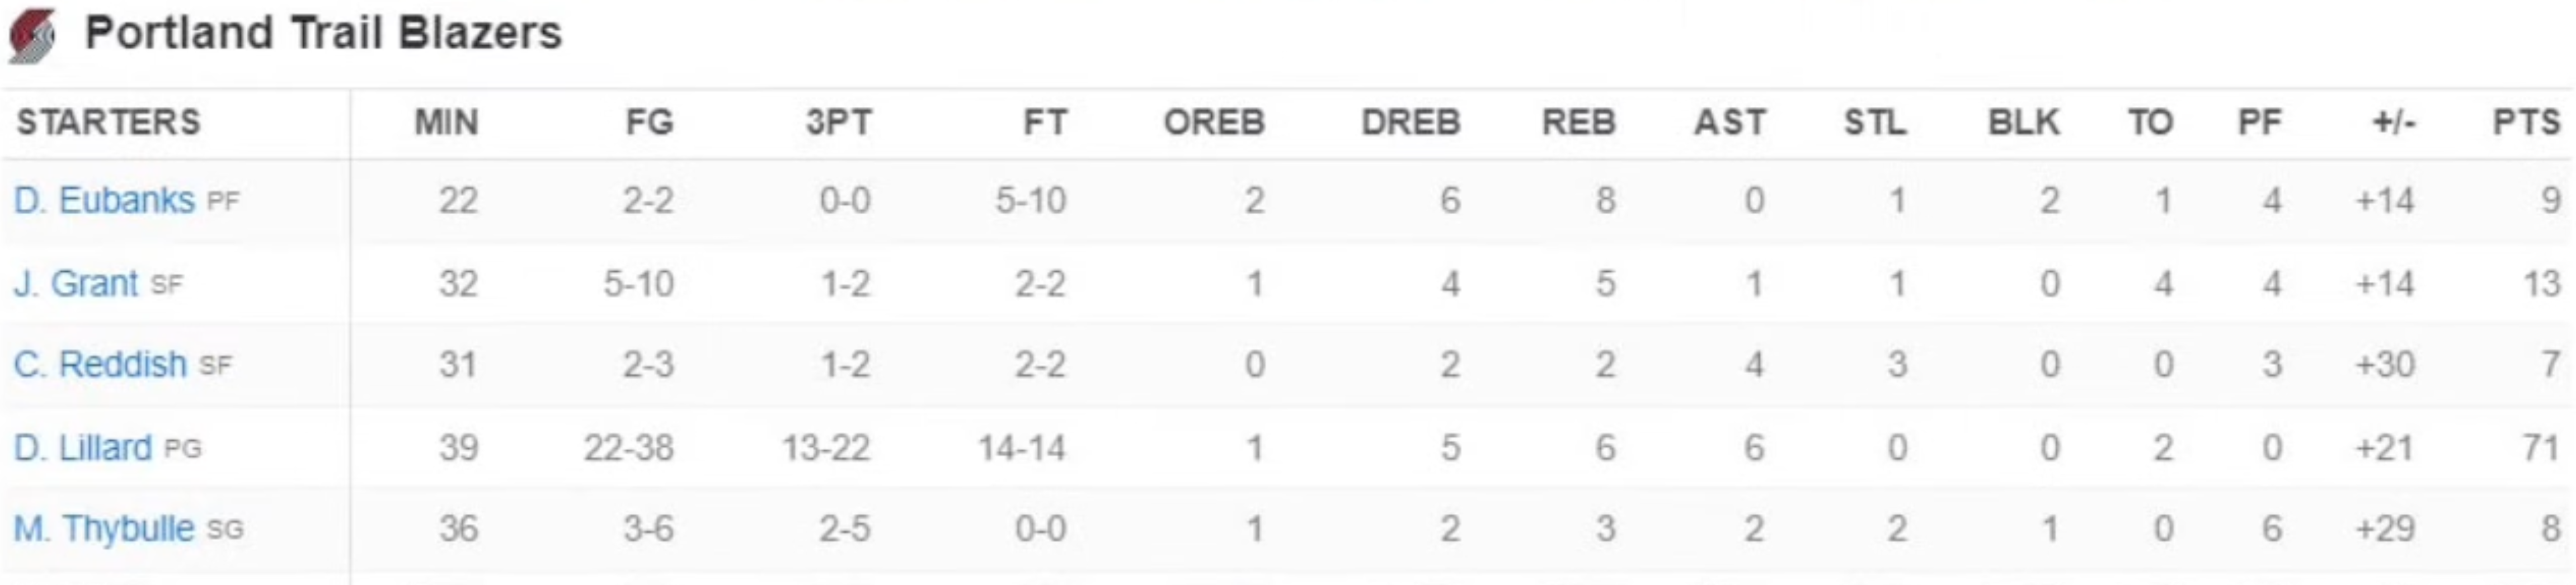 Portland Trail Blazers
STARTERS MIN FG 3PT FT OREB DREB REB AST STL BLK TO PF +/- PTS
D. Eubanks PF 22 2-2 0-0 5-10 2 6 8 0 1 2 1 4 +14 9
J. Grant SF 32 5-10 1-2 2-2 1 4 5 1 1 0 4 4 +14 13
C. Reddish SF 31 2-3 1-2 2-2 0 2 2 4 3 0 0 3 +30 7
D. Lillard PG 39 22-38 13-22 14-14 1 5 6 6 0 0 2 0 +21 71
M. Thybulle SG 36 3-6 2-5 0-0 1 2 3 2 2 1 0 6 +29 8